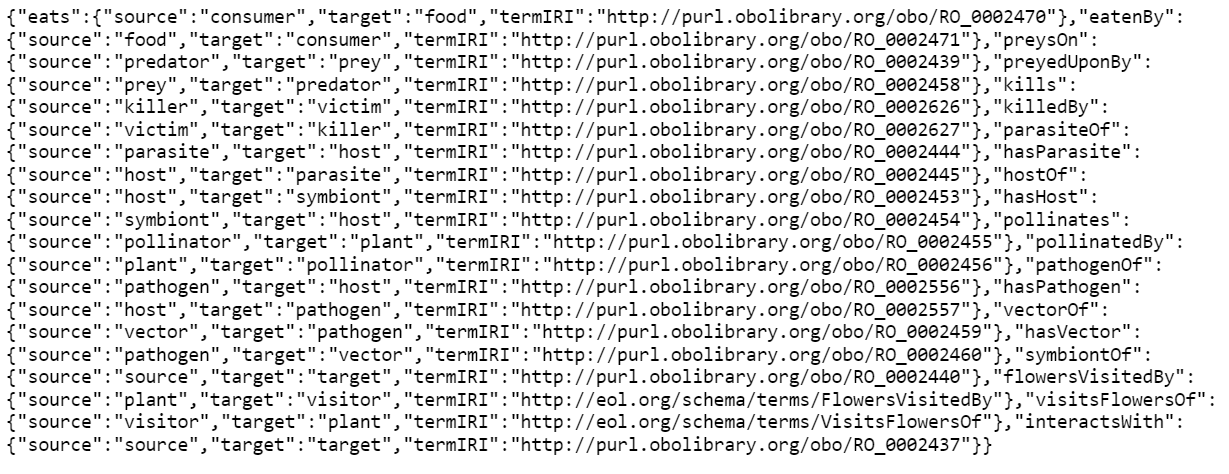 {"eats":{"source":"consumer","target":"food","termIRI":"http://purl.obolibrary.org/obo/RO_0002470"},"eatenBy":
{"source":"food","target":"consumer","termIRI":"http://purl.obolibrary.org/obo/RO_0002471"},"preysOn":
{"source":"predator","target":"prey","termIRI":"http://purl.obolibrary.org/obo/RO_0002439"},"preyedUponBy":
{"source":"prey","target":"predator","termIRI":"http://purl.obolibrary.org/obo/RO_0002458"},"kills":
{"source":"killer","target":"victim","termIRI":"http://purl.obolibrary.org/obo/RO_0002626"},"killedBy":
{"source":"victim","target":"killer","termIRI":"http://purl.obolibrary.org/obo/RO_0002627"},"parasiteOf":
{"source":"parasite","target":"host","termIRI":"http://purl.obolibrary.org/obo/RO_0002444"},"hasParasite":
{"source":"host","target":"parasite","termIRI":"http://purl.obolibrary.org/obo/RO_0002445"},"hostOf":
{"source":"host","target":"symbiont","termIRI":"http://purl.obolibrary.org/obo/RO_0002453"},"hasHost":
{"source":"symbiont","target":"host","termIRI":"http://purl.obolibrary.org/obo/RO_0002454"},"pollinates":
{"source":"pollinator","target":"plant","termIRI":"http://purl.obolibrary.org/obo/RO_0002455"},"pollinatedBy":
{"source":"plant","target":"pollinator","termIRI":"http://purl.obolibrary.org/obo/RO_0002456"},"pathogenOf":
{"source":"pathogen","target":"host","termIRI":"http://purl.obolibrary.org/obo/RO_0002556"},"hasPathogen":
{"source":"host","target":"pathogen","termIRI":"http://purl.obolibrary.org/obo/RO_0002557"},"vectorOf":
{"source":"vector","target":"pathogen","termIRI":"http://purl.obolibrary.org/obo/RO_0002459"},"hasVector":
{"source":"pathogen","target":"vector","termIRI":"http://purl.obolibrary.org/obo/RO_0002460"},"symbiontOf":
{"source":"source","target":"target","termIRI":"http://purl.obolibrary.org/obo/RO_0002440"},"flowersVisitedBy":
{"source":"plant","target":"visitor","termIRI":"http://eol.org/schema/terms/FlowersVisitedBy"},"visitsFlowersOf":
{"source":"visitor","target":"plant","termIRI":"http://eol.org/schema/terms/VisitsFlowersOf"},"interactsWith":
{"source":"source","target":"target","termIRI":"http://purl.obolibrary.org/obo/RO_0002437"}}